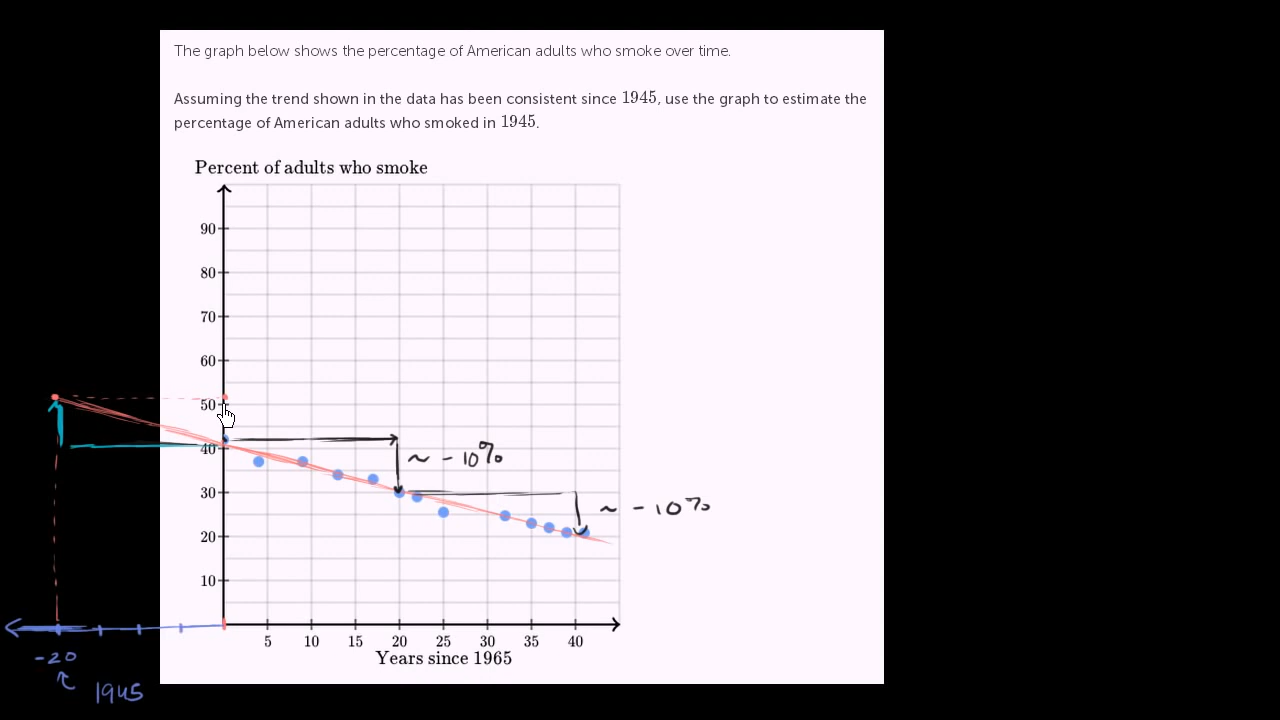 The graph below shows the percentage of American adults who smoke over time.
Assuming the trend shown in the data has been consistent since 1945, use the graph to estimate the
percentage of American adults who smoked in 1945.
Percent of adults who smoke
90
80
70
60
50
40
~ -10%
30
~ -10%
20
10
5 10 15 20 25 30 35 40
-20
Years since 1965
1945